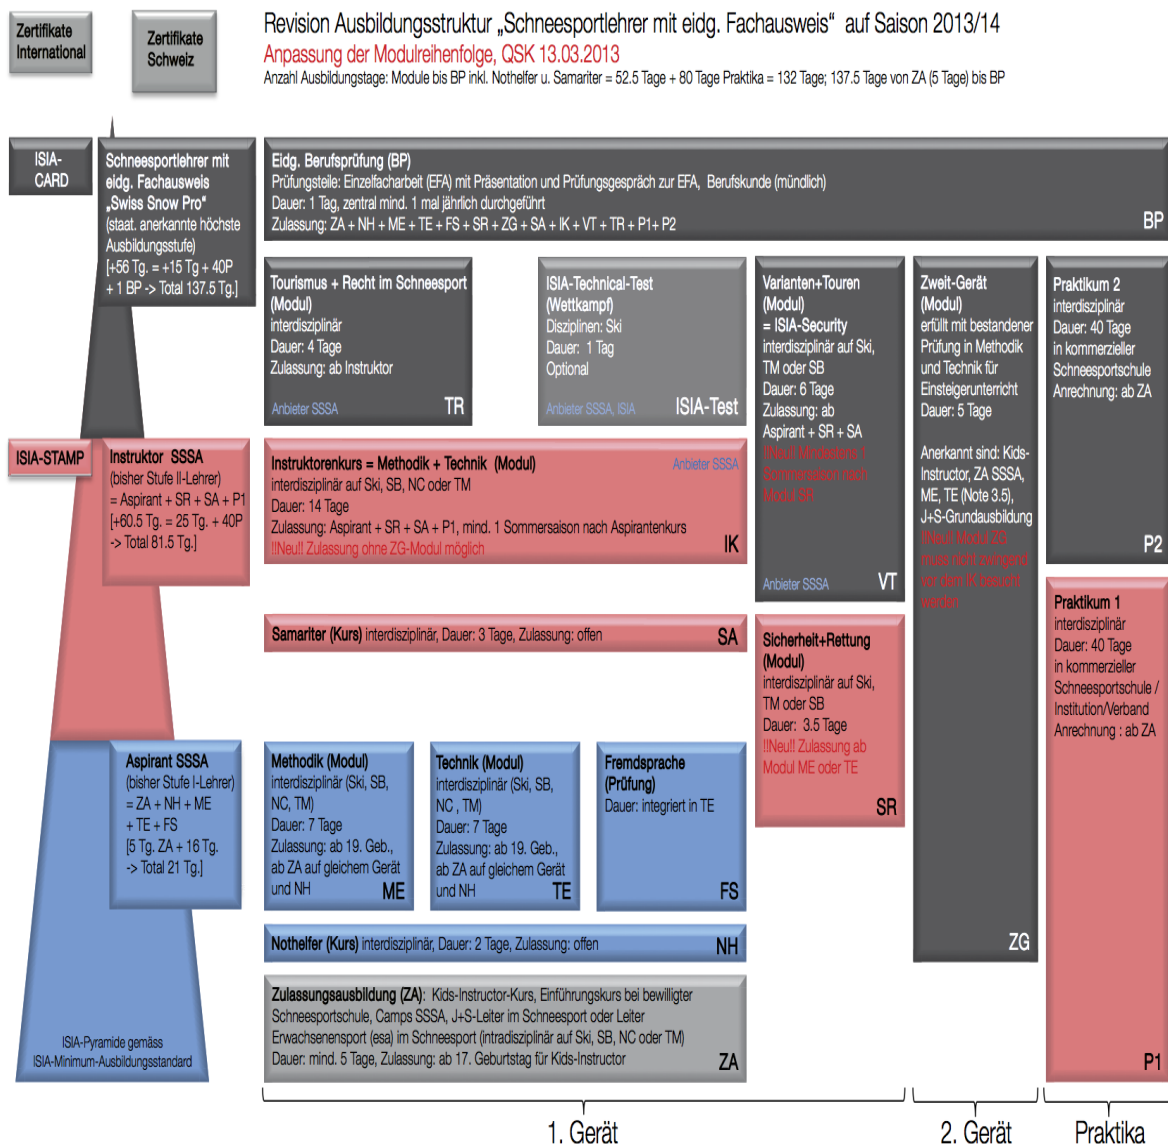 Zertifikate
International
Zertifikate
Schweiz
Revision Ausbildungsstruktur „Schneesportlehrer mit eidg. Fachausweis“ auf Saison 2013/14
Anpassung der Modulreihenfolge, QSK 13.03.2013
Anzahl Ausbildungstage: Module bis BP inkl. Nothelfer u. Samariter = 52.5 Tage + 80 Tage Praktika = 132 Tage; 137.5 Tage von ZA (5 Tage) bis BP
ISIA-
CARD
Schneesportlehrer mit
eidg. Fachausweis
„Swiss Snow Pro“
(staat. anerkannte höchste
Ausbildungsstufe)
[+56 Tg. = +15 Tg + 40P
+ 1 BP -> Total 137.5 Tg.]
Eidg. Berufsprüfung (BP)
Prüfungsteile: Einzelfacharbeit (EFA) mit Präsentation und Prüfungsgespräch zur EFA, Berufskunde (mündlich)
Dauer: 1 Tag, zentral mind. 1 mal jährlich durchgeführt
Zulassung: ZA + NH + ME + TE + FS + SR + ZG + SA + IK + VT + TR + P1+ P2
BP
Tourismus + Recht im Schneesport
(Modul)
interdisziplinär
Dauer: 4 Tage
Zulassung: ab Instruktor
Anbieter SSSA
TR
ISIA-Technical-Test
(Wettkampf)
Disziplinen: Ski
Dauer: 1 Tag
Optional
Anbieter SSSA, ISIA
ISIA-Test
Varianten+Touren
(Modul)
= ISIA-Security
interdisziplinär auf Ski,
TM oder SB
Dauer: 6 Tage
Zulassung: ab
Aspirant + SR + SA
!!Neu!! Mindestens 1
Sommersaison nach
Modul SR
Anbieter SSSA
VT
Zweit-Gerät
(Modul)
erfüllt mit bestandener
Prüfung in Methodik
und Technik für
Einsteigerunterricht
Dauer: 5 Tage
Anerkannt sind: Kids-
Instructor, ZA SSSA,
ME, TE (Note 3.5),
J+S-Grundausbildung
!!Neu!! Modul ZG
muss nicht zwingend
vor dem IK besucht
werden
ZG
Praktikum 2
interdisziplinär
Dauer: 40 Tage
in kommerzieller
Schneesportschule
Anrechnung: ab ZA
P2
ISIA-STAMP
Instruktor SSSA
(bisher Stufe II-Lehrer)
= Aspirant + SR + SA + P1
[+60.5 Tg. = 25 Tg. + 40P
-> Total 81.5 Tg.]
Instruktorenkurs = Methodik + Technik (Modul)
Anbieter SSSA
interdisziplinär auf Ski, SB, NC oder TM
Dauer: 14 Tage
Zulassung: Aspirant + SR + SA + P1, mind. 1 Sommersaison nach Aspirantenkurs
!!Neu!! Zulassung ohne ZG-Modul möglich
IK
Samariter (Kurs) interdisziplinär, Dauer: 3 Tage, Zulassung: offen
SA
Sicherheit+Rettung
(Modul)
interdisziplinär auf Ski,
TM oder SB
Dauer: 3.5 Tage
!!Neu!! Zulassung ab
Modul ME oder TE
SR
Praktikum 1
interdisziplinär
Dauer: 40 Tage
in kommerzieller
Schneesportschule /
Institution/Verband
Anrechnung : ab ZA
P1
Aspirant SSSA
(bisher Stufe I-Lehrer)
= ZA + NH + ME
+ TE + FS
[5 Tg. ZA + 16 Tg.
-> Total 21 Tg.]
Methodik (Modul)
interdisziplinär (Ski, SB,
NC, TM)
Dauer: 7 Tage
Zulassung: ab 19. Geb.,
ab ZA auf gleichem Gerät
und NH
ME
Technik (Modul)
interdisziplinär (Ski, SB,
NC , TM)
Dauer: 7 Tage
Zulassung: ab 19. Geb.,
ab ZA auf gleichem Gerät
und NH
TE
Fremdsprache
(Prüfung)
Dauer: integriert in TE
FS
Nothelfer (Kurs) interdisziplinär, Dauer: 2 Tage, Zulassung: offen
NH
Zulassungsausbildung (ZA): Kids-Instructor-Kurs, Einführungkurs bei bewilligter
Schneesportschule, Camps SSSA, J+S-Leiter im Schneesport oder Leiter
Erwachsenensport (esa) im Schneesport (intradisziplinär auf Ski, SB, NC oder TM)
Dauer: mind. 5 Tage, Zulassung: ab 17. Geburtstag für Kids-Instructor
ZA
ISIA-Pyramide gemäss
ISIA-Minimum-Ausbildungsstandard
1. Gerät
2. Gerät
Praktika